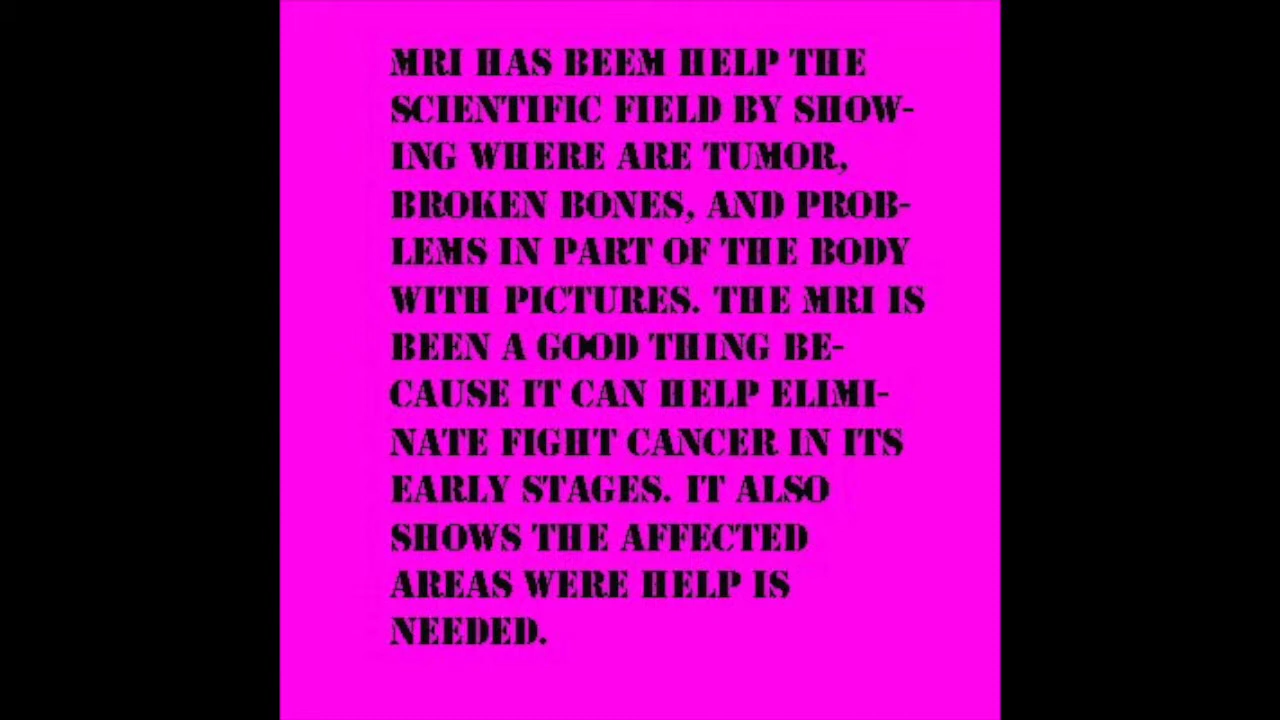 MRI HAS BEEM HELP THE
SCIENTIFIC FIELD BY SHOW-
ING WHERE ARE TUMOR,
BROKEN BONES, AND PROB-
LEMS IN PART OF THE BODY
WITH PICTURES. THE MRI IS
BEEN A GOOD THING BE-
CAUSE IT CAN HELP ELIMI-
NATE FIGHT CANCER IN ITS
EARLY STAGES. IT ALSO
SHOWS THE AFFECTED
AREAS WERE HELP IS
NEEDED.